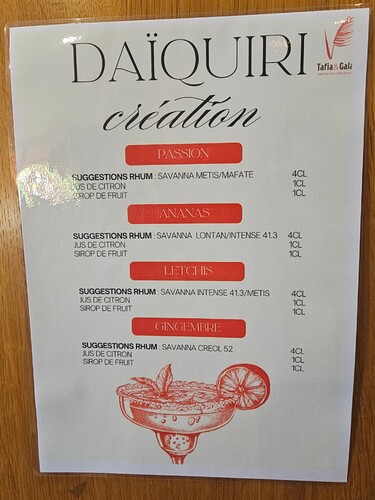 DAÏQUIRI
Tafia & Gala
création
PASSION
SUGGESTIONS RHUM : SAVANNA METIS/MAFATE 4CL
JUS DE CITRON 1CL
SIROP DE FRUIT 1CL
ANANAS
SUGGESTIONS RHUM : SAVANNA LONTAN/INTENSE 41.3 4CL
JUS DE CITRON 1CL
SIROP DE FRUIT 1CL
LETCHIS
SUGGESTIONS RHUM : SAVANNA INTENSE 41.3/METIS 4CL
JUS DE CITRON 1CL
SIROP DE FRUIT 1CL
GINGEMBRE
SUGGESTIONS RHUM : SAVANNA CREOL 52 4CL
JUS DE CITRON 1CL
SIROP DE FRUIT 1CL